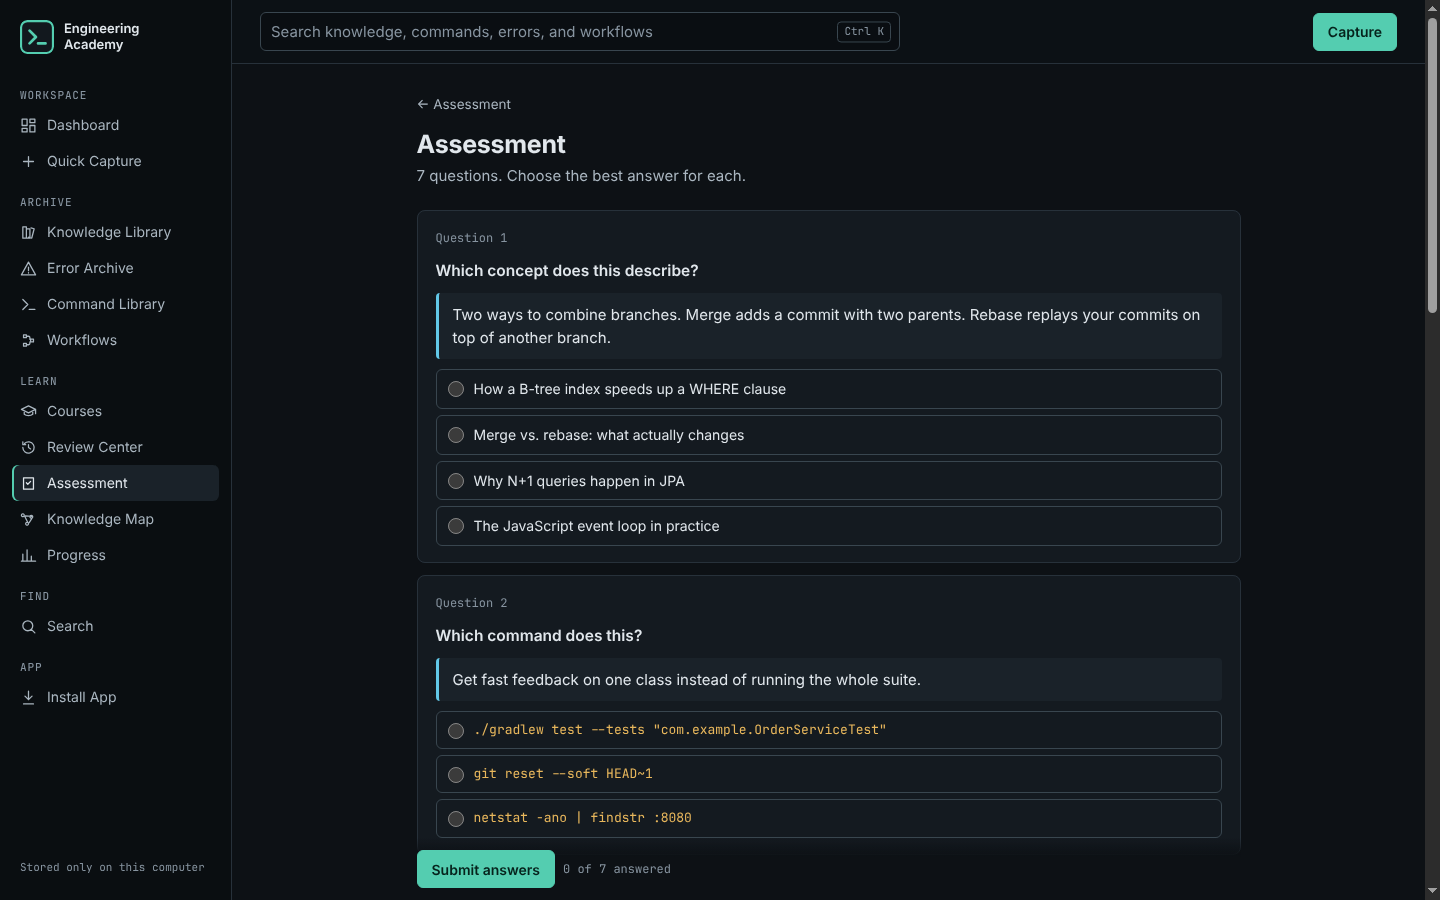 Engineering
Academy
Search knowledge, commands, errors, and workflows
Ctrl K
Capture
WORKSPACE
Dashboard
Quick Capture
ARCHIVE
Knowledge Library
Error Archive
Command Library
Workflows
LEARN
Courses
Review Center
Assessment
Knowledge Map
Progress
FIND
Search
APP
Install App
Stored only on this computer
← Assessment
Assessment
7 questions. Choose the best answer for each.
Question 1
Which concept does this describe?
Two ways to combine branches. Merge adds a commit with two parents. Rebase replays your commits on
top of another branch.
How a B-tree index speeds up a WHERE clause
Merge vs. rebase: what actually changes
Why N+1 queries happen in JPA
The JavaScript event loop in practice
Question 2
Which command does this?
Get fast feedback on one class instead of running the whole suite.
./gradlew test --tests "com.example.OrderServiceTest"
git reset --soft HEAD~1
netstat -ano | findstr :8080
Submit answers
0 of 7 answered